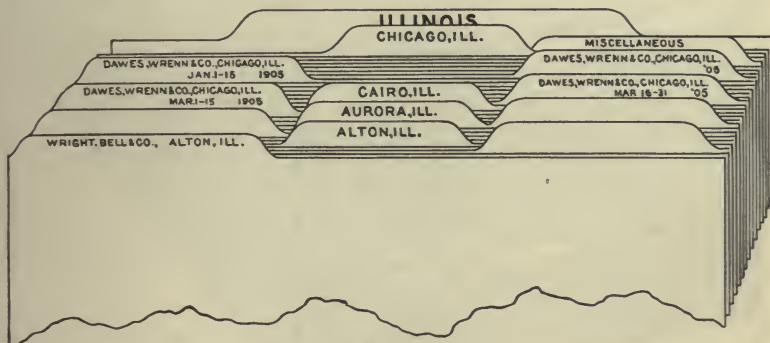 ILLINOIS
CHICAGO, ILL.
MISCELLANEOUS
DAWES, WRENN & CO., CHICAGO, ILL.
JAN. 1-15 1905
DAWES, WRENN & CO., CHICAGO, ILL.
'05
DAWES, WRENN & CO., CHICAGO, ILL.
MAR. 1-15 1905
CAIRO, ILL.
DAWES, WRENN & CO., CHICAGO, ILL.
MAR 16-31 '05
AURORA, ILL.
ALTON, ILL.
WRIGHT. BELL & CO., ALTON, ILL.